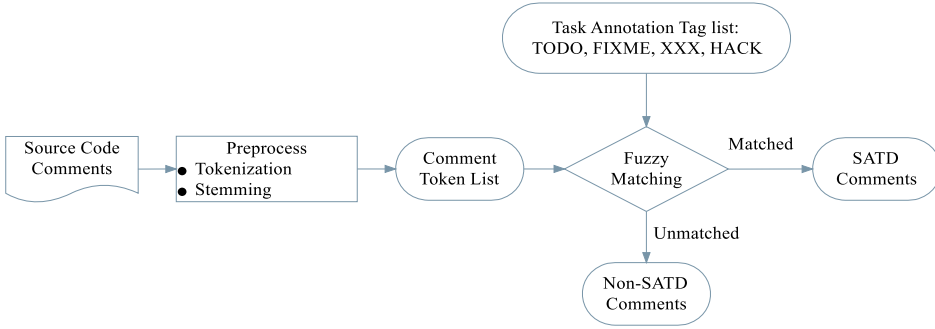 Task Annotation Tag list:
TODO, FIXME, XXX, HACK
Source Code
Comments
Preprocess
● Tokenization
● Stemming
Comment
Token List
Fuzzy
Matching
Matched
SATD
Comments
Unmatched
Non-SATD
Comments